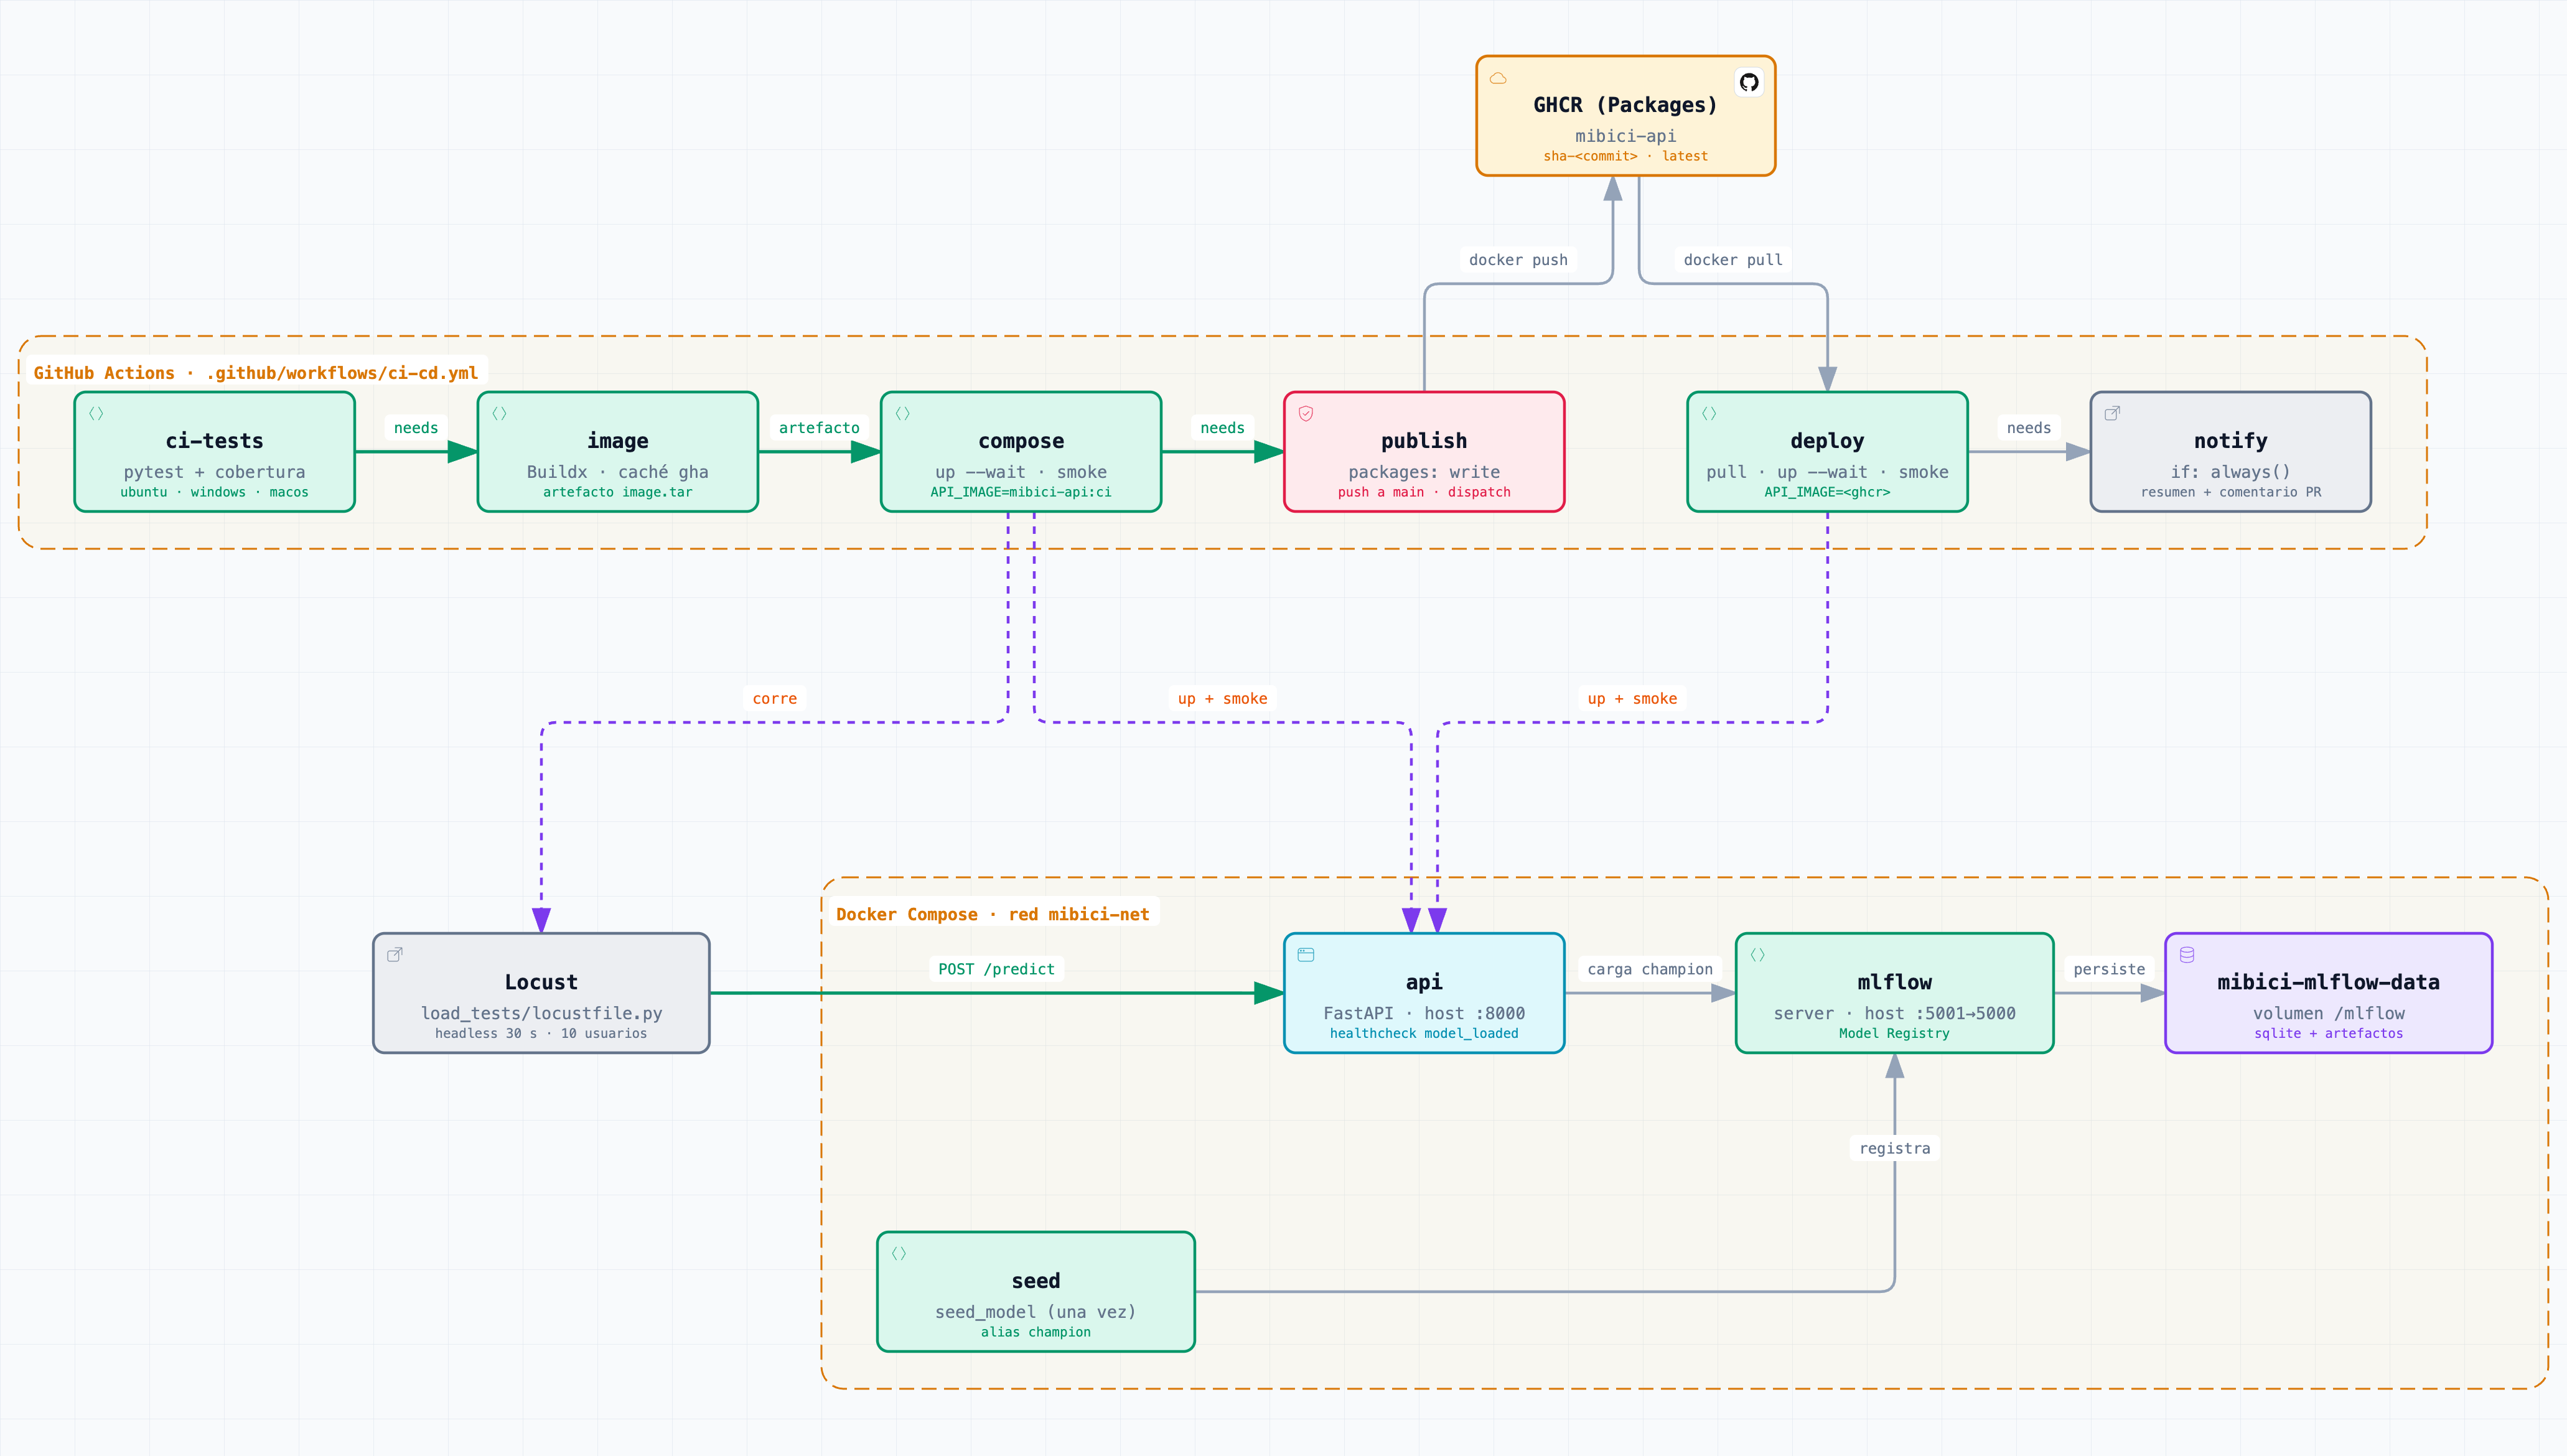 GHCR (Packages)
mibici-api
sha-<commit> · latest
docker push
docker pull
GitHub Actions · .github/workflows/ci-cd.yml
ci-tests
pytest + cobertura
ubuntu · windows · macos
needs
image
Buildx · caché gha
artefacto image.tar
artefacto
compose
up --wait · smoke
API_IMAGE=mibici-api:ci
needs
publish
packages: write
push a main · dispatch
deploy
pull · up --wait · smoke
API_IMAGE=<ghcr>
needs
notify
if: always()
resumen + comentario PR
corre
up + smoke
up + smoke
Docker Compose · red mibici-net
Locust
load_tests/locustfile.py
headless 30 s · 10 usuarios
POST /predict
api
FastAPI · host :8000
healthcheck model_loaded
carga champion
mlflow
server · host :5001→5000
Model Registry
persiste
mibici-mlflow-data
volumen /mlflow
sqlite + artefactos
registra
seed
seed_model (una vez)
alias champion